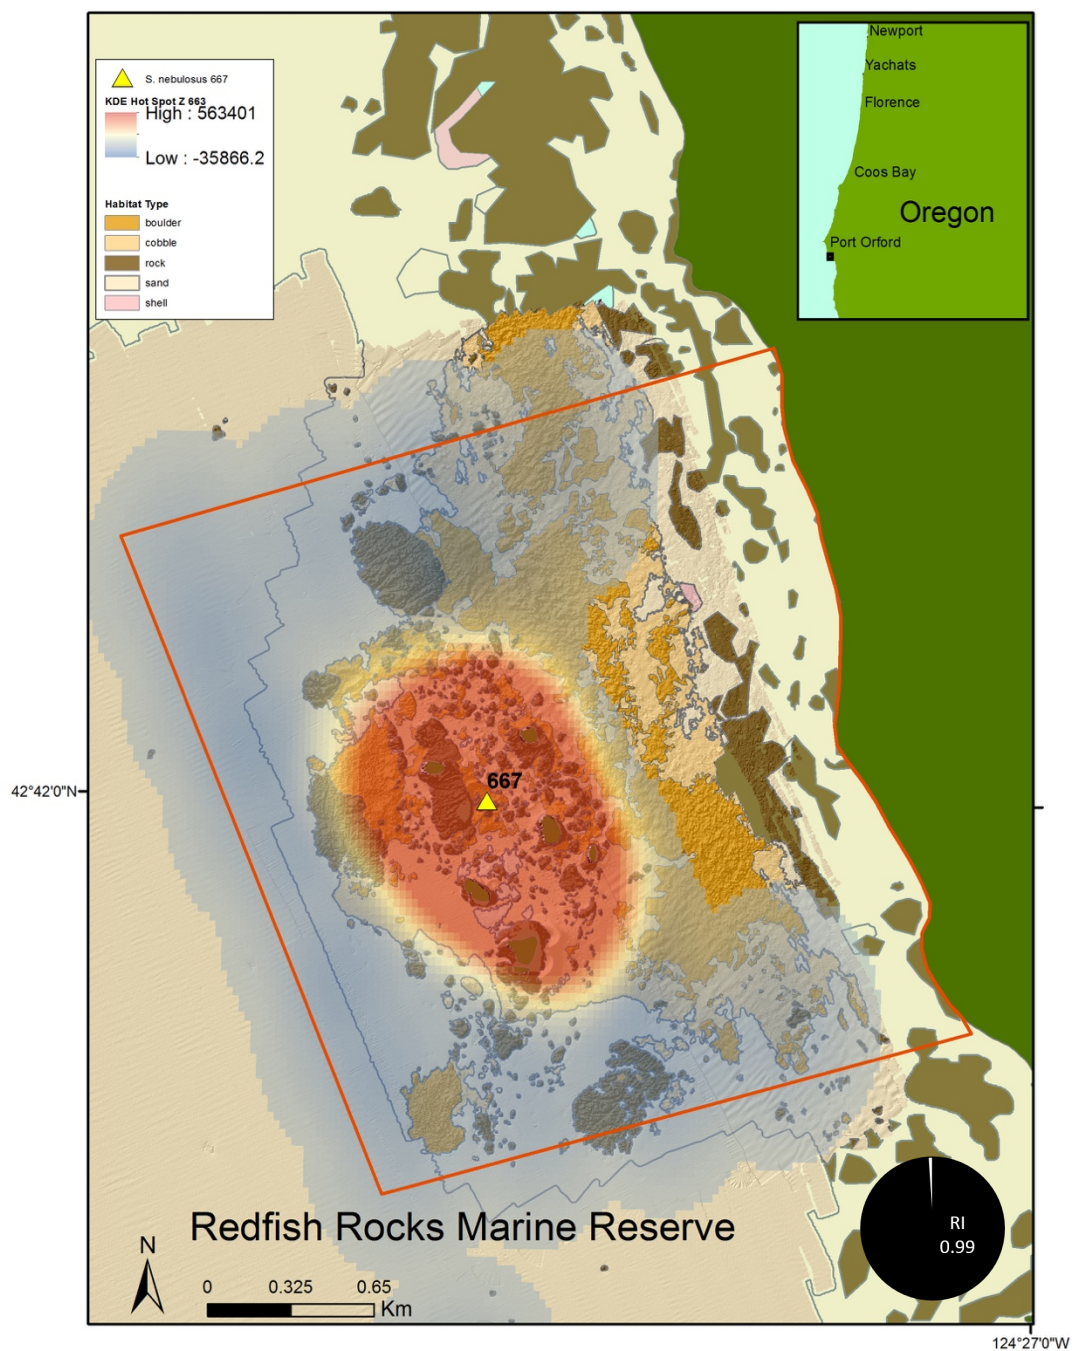 S. nebulosus 667
KDE Hot Spot Z 663
High : 563401
Low : -35866.2
Habitat Type
boulder
cobble
rock
sand
shell
Newport
Yachats
Florence
Coos Bay
Oregon
Port Orford
667
42°42'0"N
Redfish Rocks Marine Reserve
RI
0.99
N
0 0.325 0.65
Km
124°27'0"W